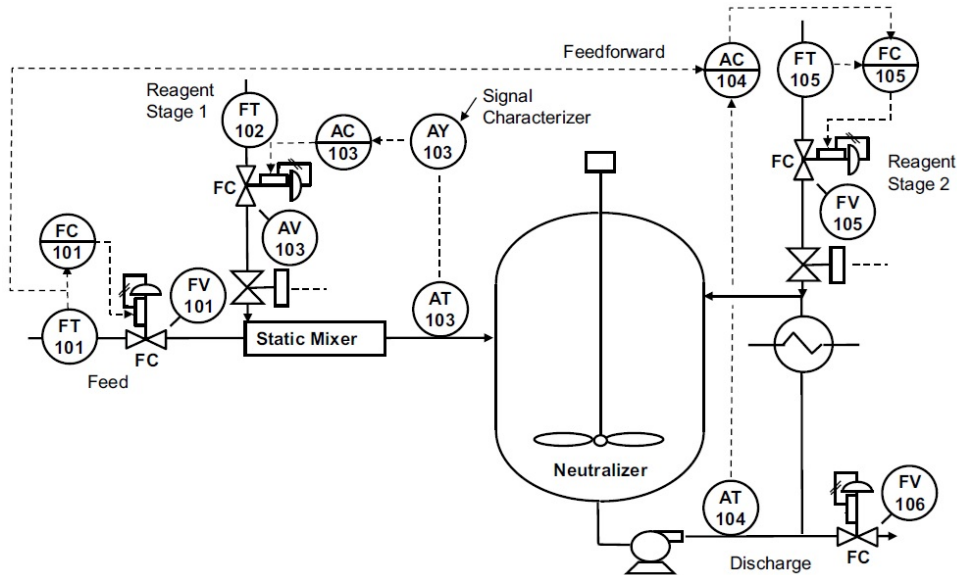 Feedforward
AC
104
FT
105
FC
105
Reagent
Stage 1
FT
102
Signal
Characterizer
AC
103
AY
103
FC
FC
Reagent
Stage 2
FV
105
AV
103
FC
101
FV
101
AT
103
FT
101
Static Mixer
FC
Feed
Neutralizer
AT
104
FV
106
Discharge
FC